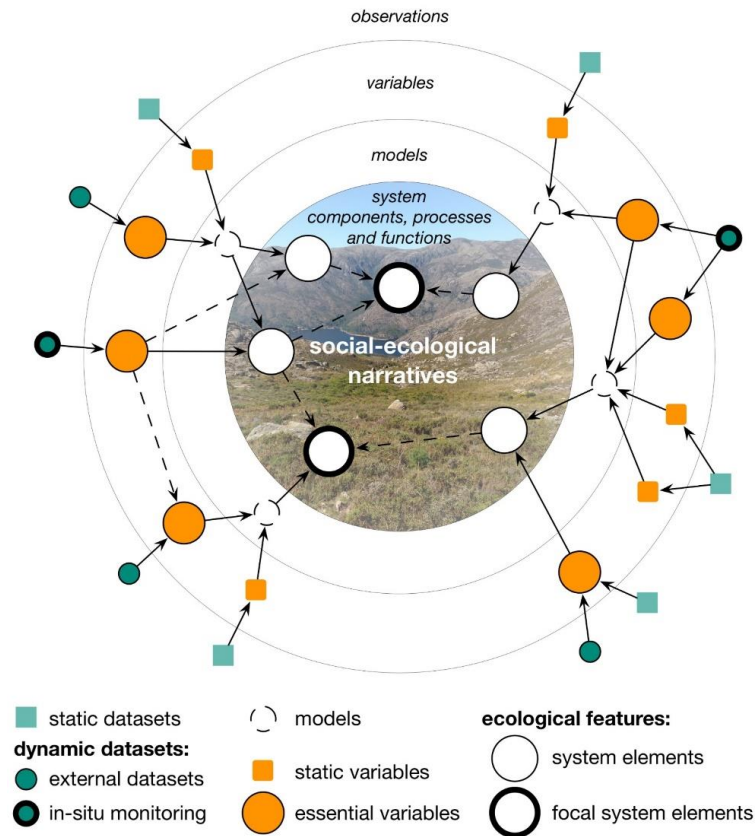 observations
variables
models
system
components, processes
and functions
social-ecological
narratives
static datasets
dynamic datasets:
external datasets
in-situ monitoring
models
static variables
essential variables
ecological features:
system elements
focal system elements